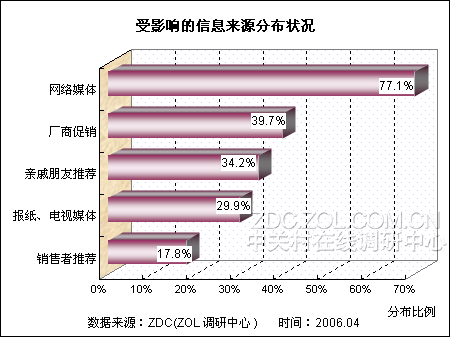 受影响的信息来源分布状况
网络媒体
77.1%
厂商促销
39.7%
亲戚朋友推荐
34.2%
报纸、电视媒体
29.9%
ZDC.ZOL.COM.CN
中关村在线调研中心
销售者推荐
17.8%
0% 10% 20% 30% 40% 50% 60% 70%
分布比例
数据来源：ZDC(ZOL 调研中心 ) 时间：2006.04